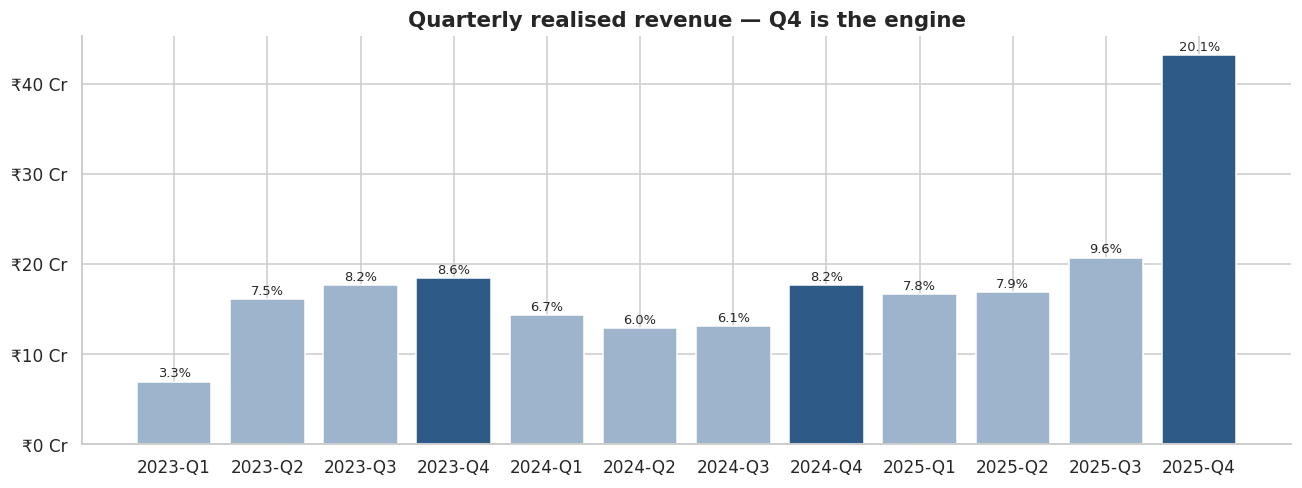 Quarterly realised revenue — Q4 is the engine
₹40 Cr
₹30 Cr
₹20 Cr
₹10 Cr
₹0 Cr
3.3%
7.5%
8.2%
8.6%
6.7%
6.0%
6.1%
8.2%
7.8%
7.9%
9.6%
20.1%
2023-Q1
2023-Q2
2023-Q3
2023-Q4
2024-Q1
2024-Q2
2024-Q3
2024-Q4
2025-Q1
2025-Q2
2025-Q3
2025-Q4